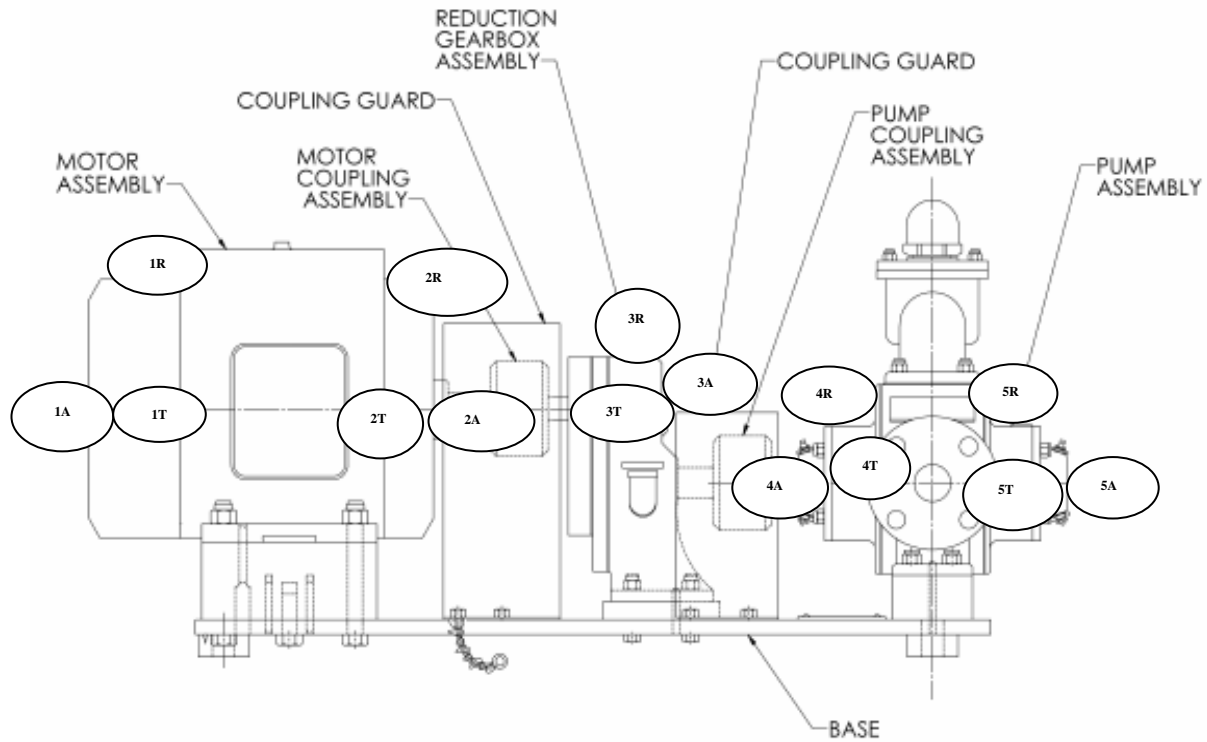 REDUCTION
GEARBOX
ASSEMBLY
COUPLING GUARD
COUPLING GUARD
PUMP
COUPLING
ASSEMBLY
MOTOR
ASSEMBLY
MOTOR
COUPLING
ASSEMBLY
PUMP
ASSEMBLY
1R
2R
3R
3A
4R
5R
1A
1T
2T
2A
3T
4T
4A
5T
5A
BASE